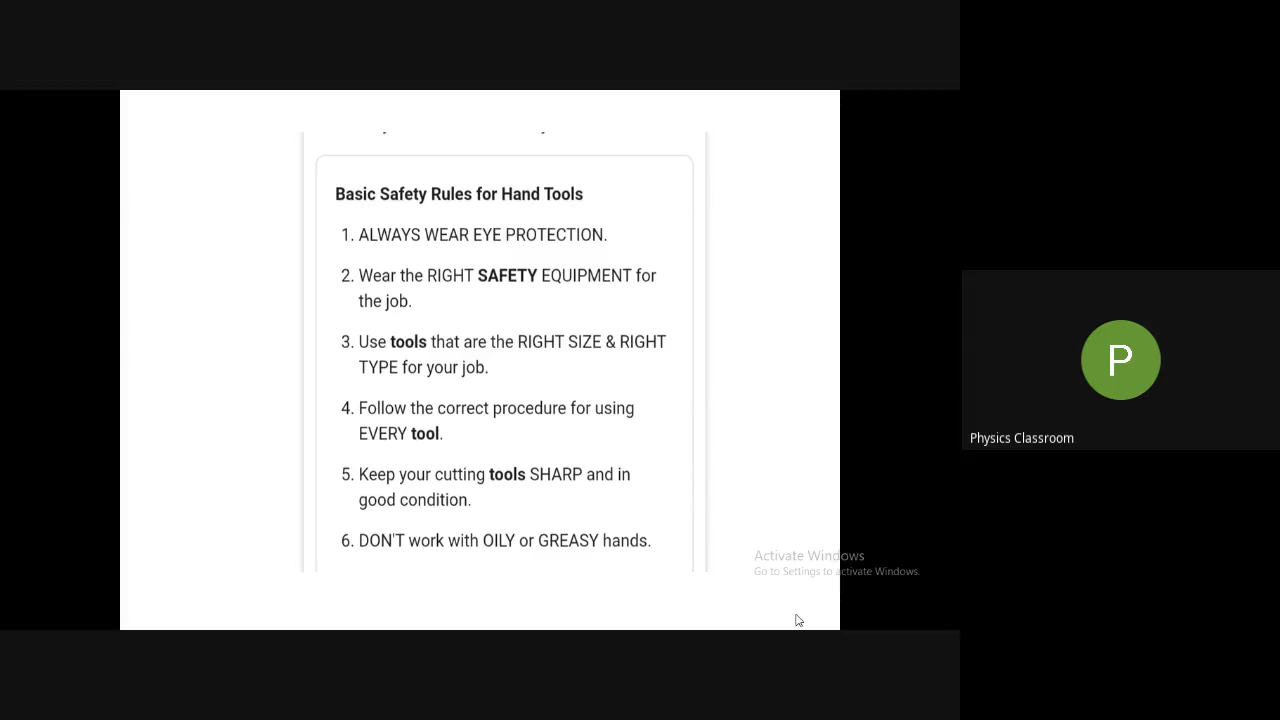 Basic Safety Rules for Hand Tools
1. ALWAYS WEAR EYE PROTECTION.
2. Wear the RIGHT SAFETY EQUIPMENT for
the job.
3. Use tools that are the RIGHT SIZE & RIGHT
TYPE for your job.
4. Follow the correct procedure for using
EVERY tool.
5. Keep your cutting tools SHARP and in
good condition.
6. DON'T work with OILY or GREASY hands.
Activate Windows
Go to Settings to activate Windows.
P
Physics Classroom